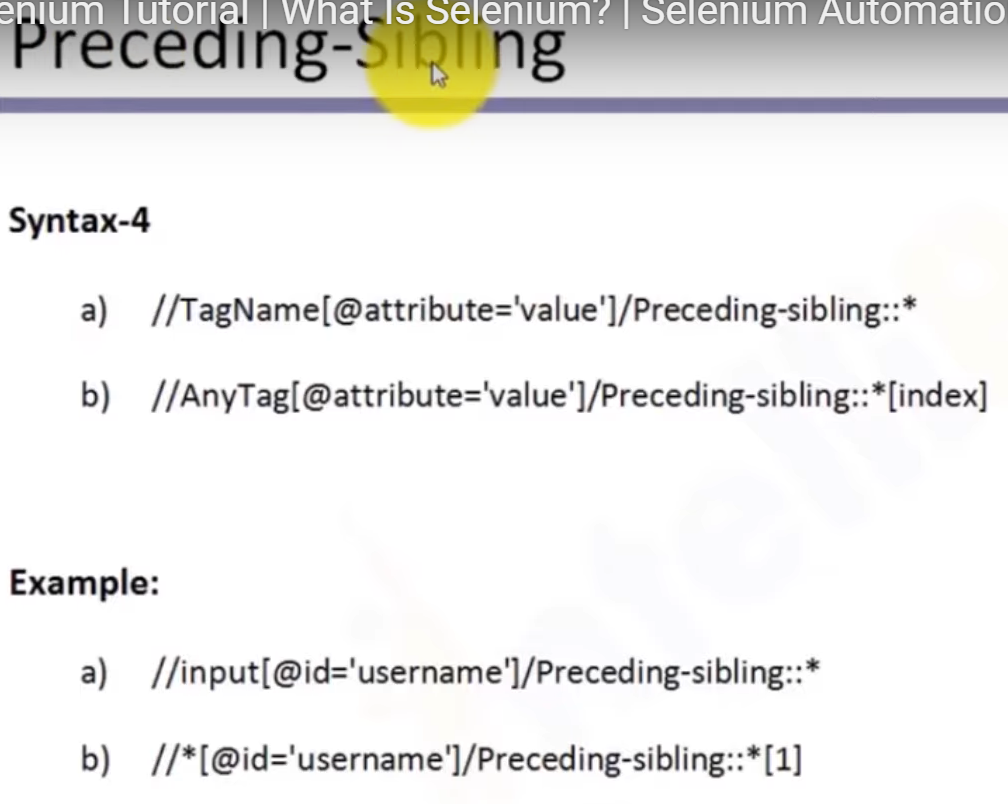 enium Tutorial | What Is Selenium? | Selenium Automatio
Preceding-Sibling
Syntax-4
a) //TagName[@attribute='value']/Preceding-sibling::*
b) //AnyTag[@attribute='value']/Preceding-sibling::*[index]
Example:
a) //input[@id='username']/Preceding-sibling::*
b) //*[@id='username']/Preceding-sibling::*[1]